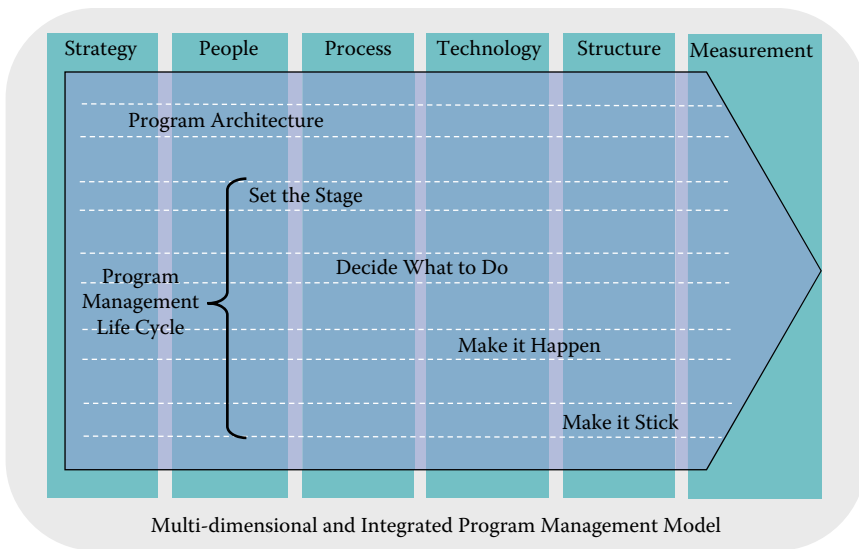 Strategy
People
Process
Technology
Structure
Measurement
Program Architecture
Set the Stage
Decide What to Do
Program
Management
Life Cycle
Make it Happen
Make it Stick
Multi-dimensional and Integrated Program Management Model